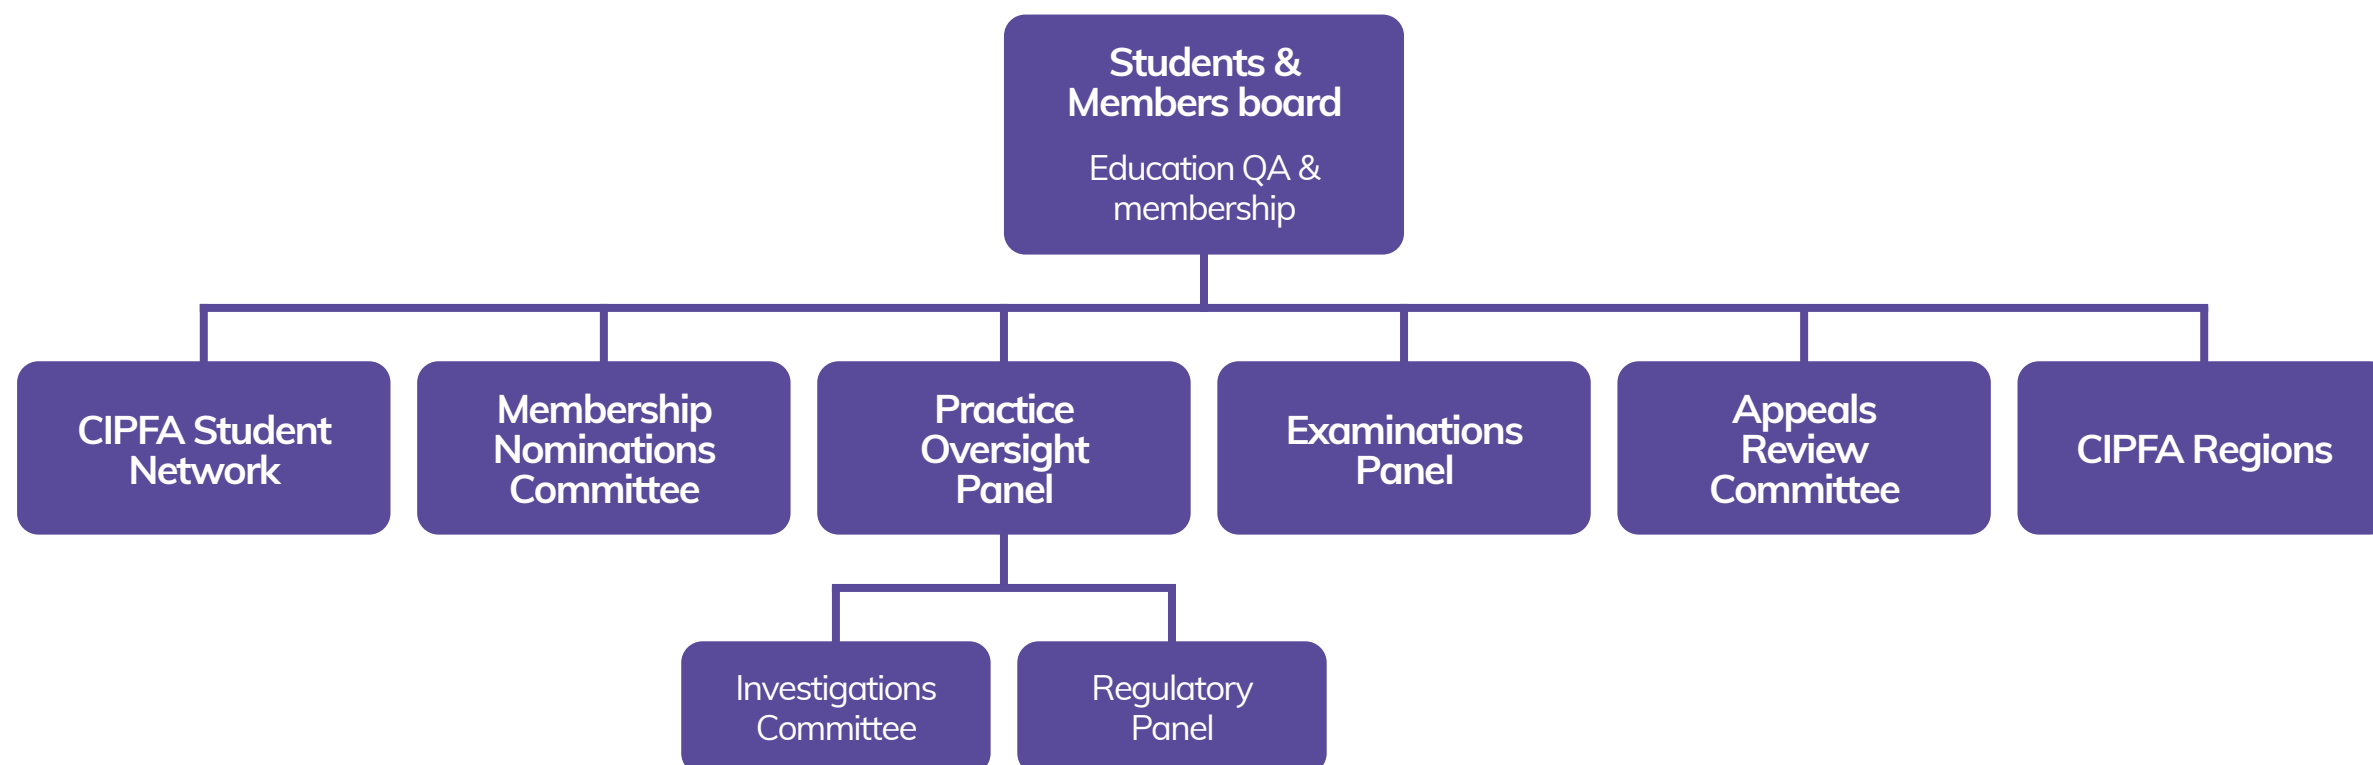 Students &
Members board
Education QA &
membership
CIPFA Student
Network
Membership
Nominations
Committee
Practice
Oversight
Panel
Examinations
Panel
Appeals
Review
Committee
CIPFA Regions
Investigations
Committee
Regulatory
Panel